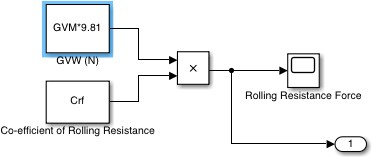 GVM*9.81
GVW (N)
×
Crf
Co-efficient of Rolling Resistance
Rolling Resistance Force
1